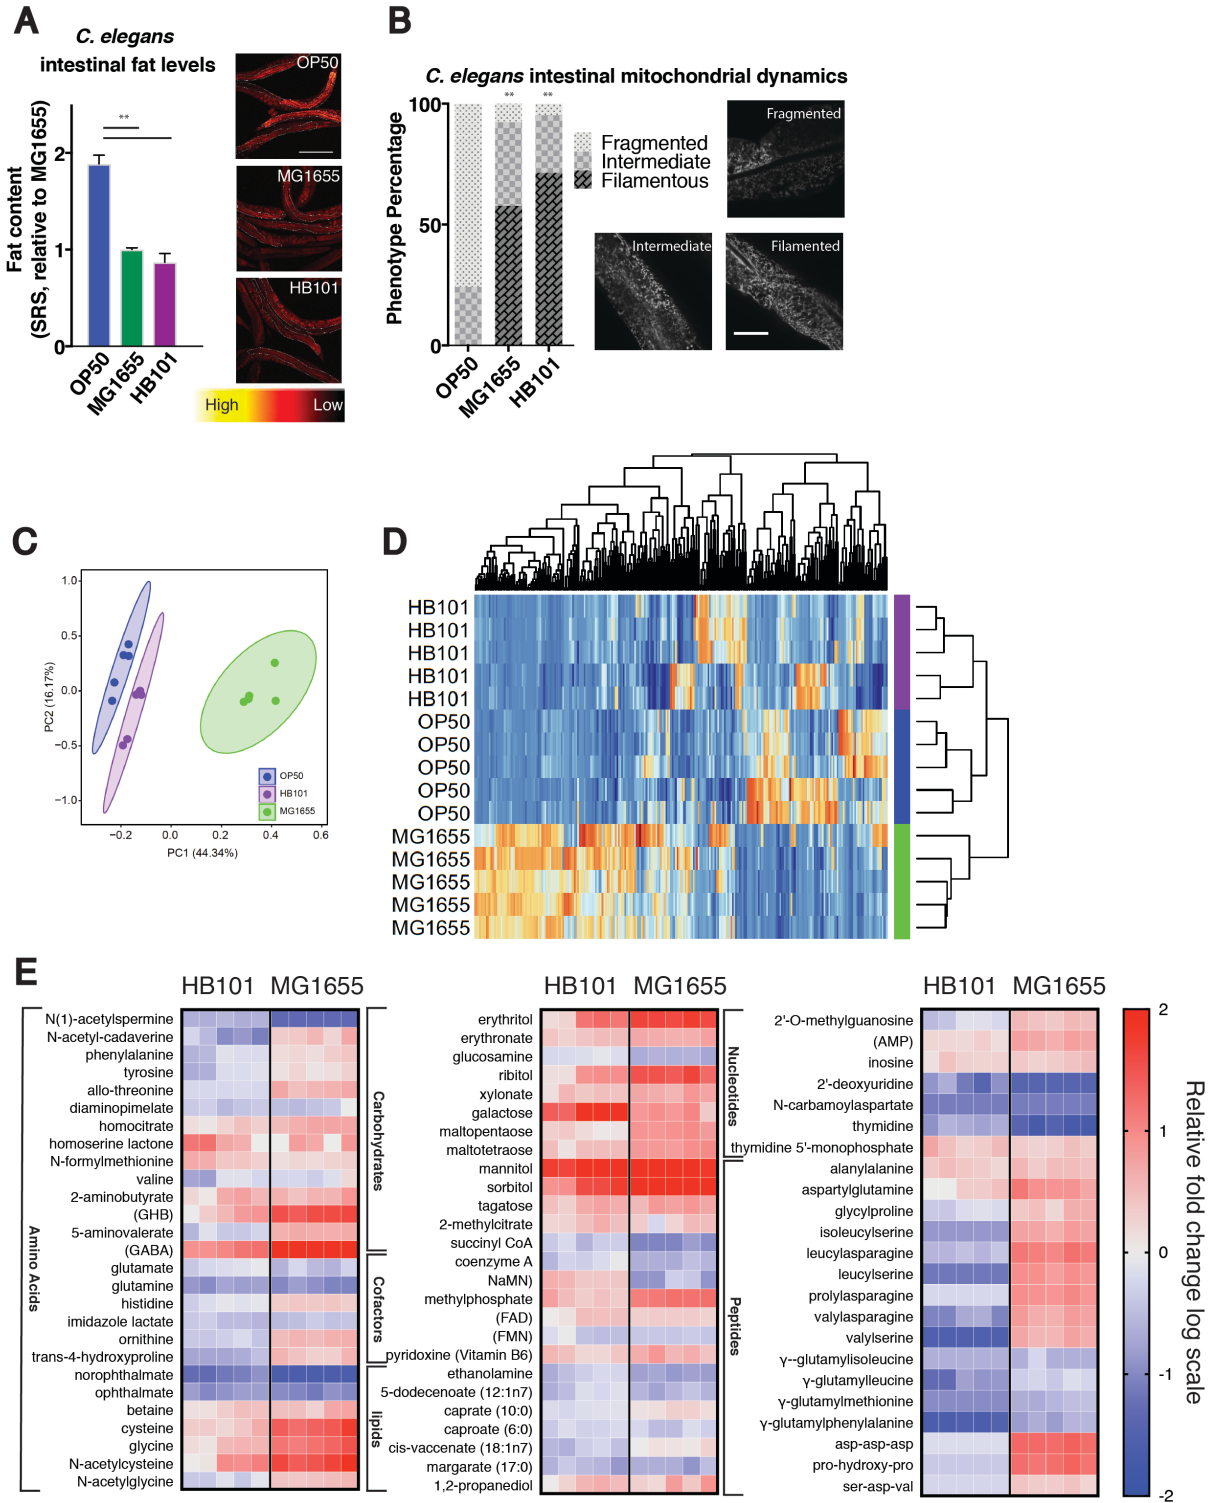 A
C. elegans
intestinal fat levels
Fat content
(SRS, relative to MG1655)
2
1
0
**
OP50
MG1655
HB101
OP50
MG1655
HB101
High
Low
B
C. elegans intestinal mitochondrial dynamics
Phenotype Percentage
100
50
0
**
**
OP50
MG1655
HB101
Fragmented
Intermediate
Filamentous
Fragmented
Intermediate
Filamented
C
PC2 (16.17%)
1.0
0.5
0.0
−0.5
−1.0
−0.2
0.0
0.2
0.4
0.6
PC1 (44.34%)
OP50
HB101
MG1655
D
HB101
HB101
HB101
HB101
HB101
OP50
OP50
OP50
OP50
OP50
MG1655
MG1655
MG1655
MG1655
MG1655
E
HB101 MG1655
Amino Acids
N(1)-acetylspermine
N-acetyl-cadaverine
phenylalanine
tyrosine
allo-threonine
diaminopimelate
homocitrate
homoserine lactone
N-formylmethionine
valine
2-aminobutyrate
(GHB)
5-aminovalerate
(GABA)
glutamate
glutamine
histidine
imidazole lactate
ornithine
trans-4-hydroxyproline
norophthalmate
ophthalmate
betaine
cysteine
glycine
N-acetylcysteine
N-acetylglycine
Carbohydrates
Cofactors
lipids
HB101 MG1655
erythritol
erythronate
glucosamine
ribitol
xylonate
galactose
maltopentaose
maltotetraose
mannitol
sorbitol
tagatose
2-methylcitrate
succinyl CoA
coenzyme A
NaMN)
methylphosphate
(FAD)
(FMN)
pyridoxine (Vitamin B6)
ethanolamine
5-dodecenoate (12:1n7)
caprate (10:0)
caproate (6:0)
cis-vaccenate (18:1n7)
margarate (17:0)
1,2-propanediol
Nucleotides
Peptides
HB101 MG1655
2'-O-methylguanosine
(AMP)
inosine
2'-deoxyuridine
N-carbamoylaspartate
thymidine
thymidine 5'-monophosphate
alanylalanine
aspartylglutamine
glycylproline
isoleucylserine
leucylasparagine
leucylserine
prolylasparagine
valylasparagine
valylserine
γ--glutamylisoleucine
γ-glutamylleucine
γ-glutamylmethionine
γ-glutamylphenylalanine
asp-asp-asp
pro-hydroxy-pro
ser-asp-val
2
1
0
-1
-2
Relative fold change log scale